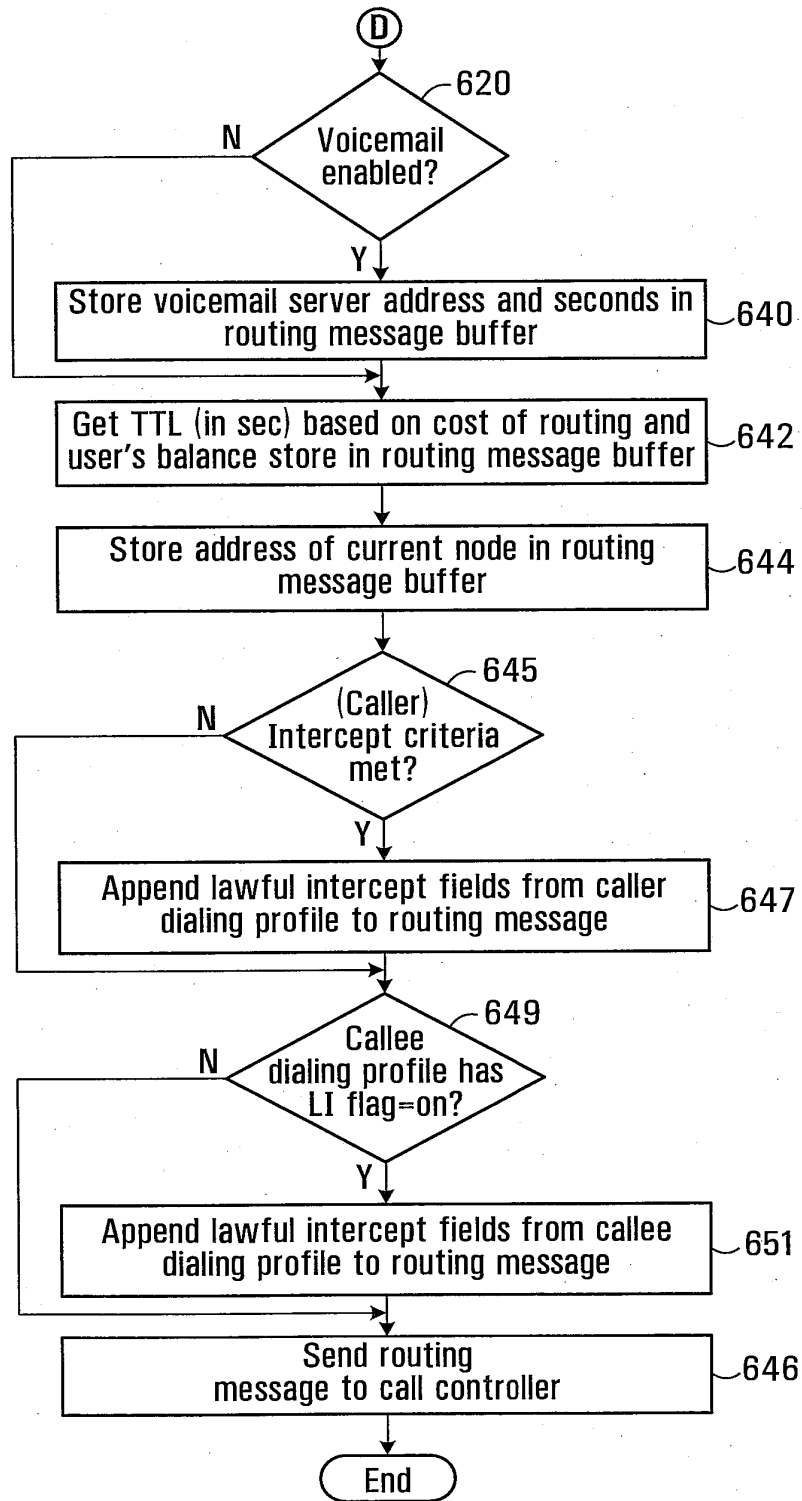 D
620
N
Voicemail
enabled?
Y
Store voicemail server address and seconds in
routing message buffer
640
Get TTL (in sec) based on cost of routing and
user's balance store in routing message buffer
642
Store address of current node in routing
message buffer
644
645
N
(Caller)
Intercept criteria
met?
Y
Append lawful intercept fields from caller
dialing profile to routing message
647
649
N
Callee
dialing profile has
LI flag=on?
Y
Append lawful intercept fields from callee
dialing profile to routing message
651
Send routing
message to call controller
646
End